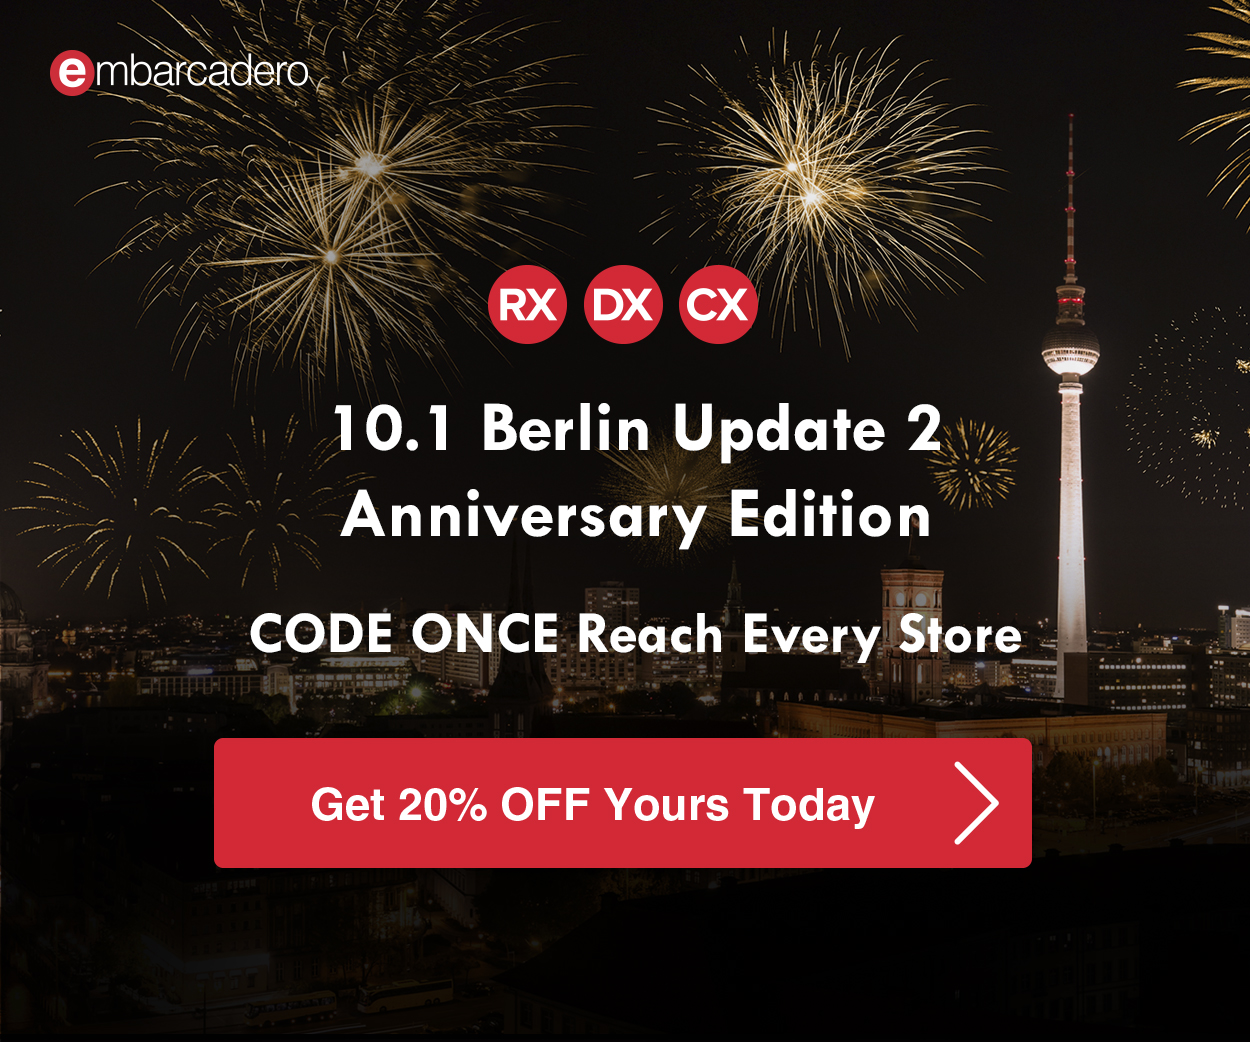 embarcadero
RX DX CX
10.1 Berlin Update 2
Anniversary Edition
CODE ONCE Reach Every Store
Get 20% OFF Yours Today